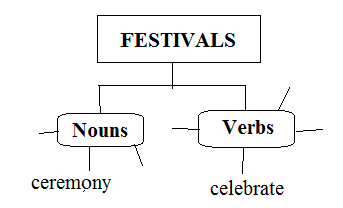 FESTIVALS
Nouns
Verbs
ceremony
celebrate